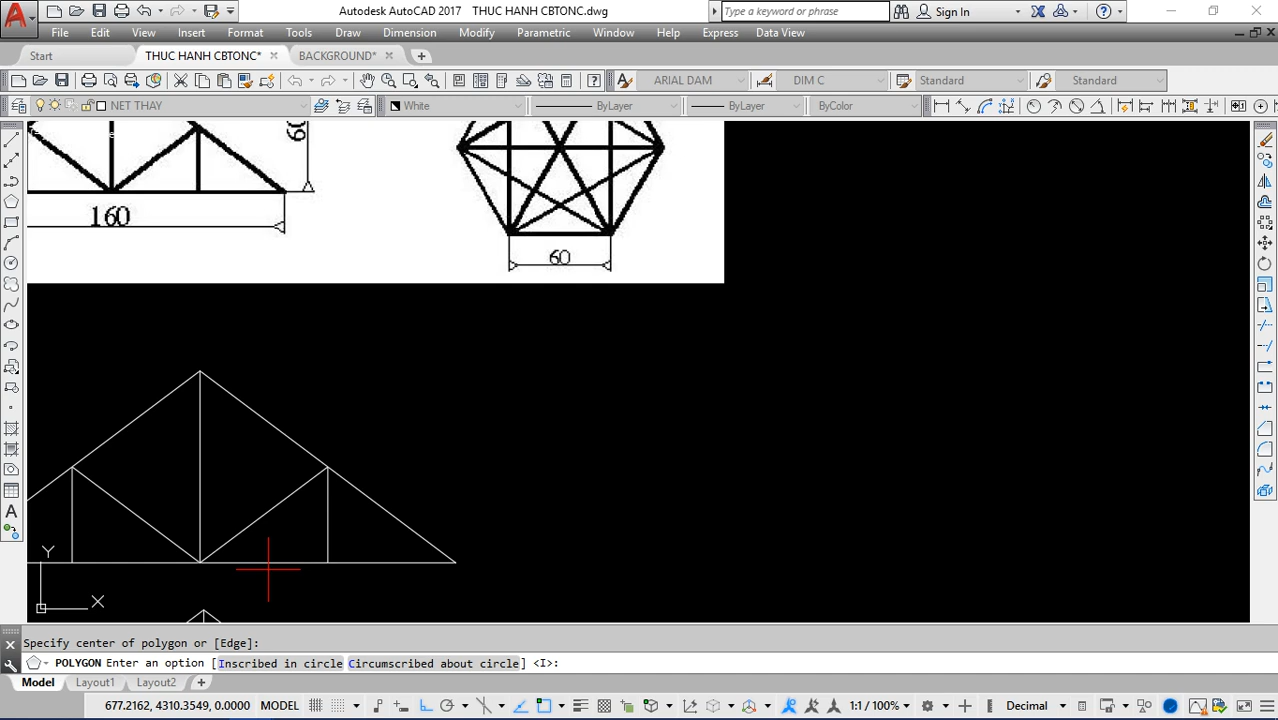 Autodesk AutoCAD 2017 THUC HANH CBTONC.dwg
Type a keyword or phrase
Sign In
File Edit View Insert Format Tools Draw Dimension Modify Parametric Window Help Express Data View
Start THUC HANH CBTONC* BACKGROUND*
ARIAL DAM DIM C Standard Standard
NET THAY White ByLayer ByLayer ByColor
60
160
60
Y
X
Specify center of polygon or [Edge]:
POLYGON Enter an option [Inscribed in circle Circumscribed about circle] <I>:
Model Layout1 Layout2
677.2162, 4310.3549, 0.0000 MODEL 1:1 / 100% Decimal